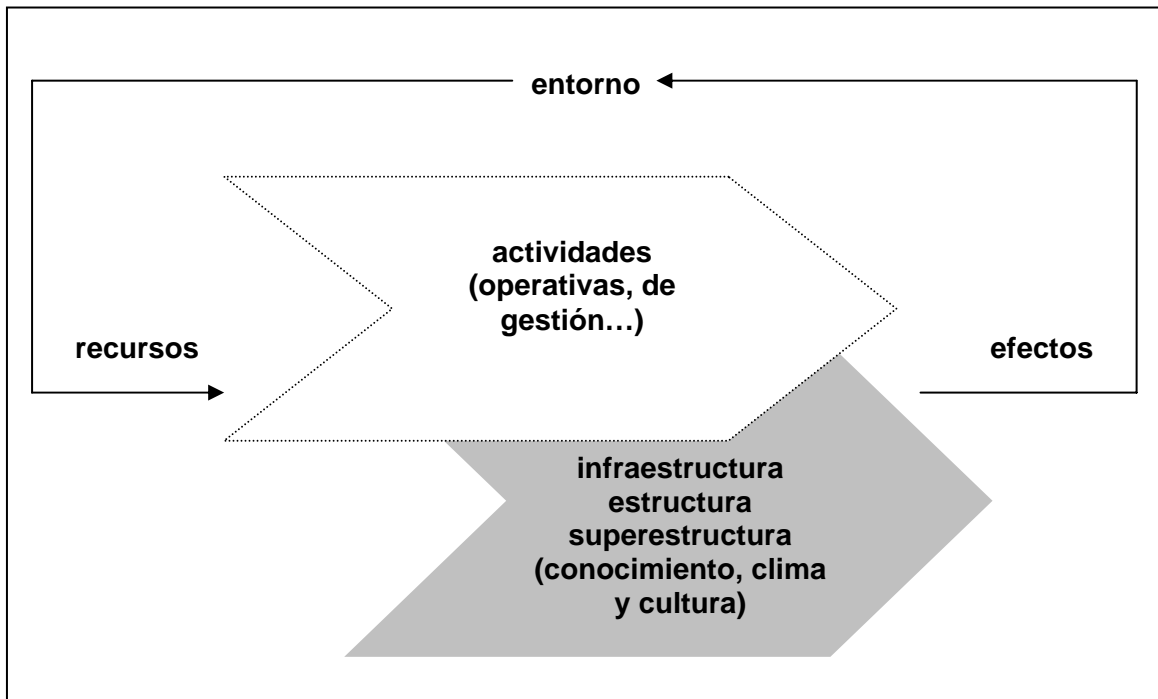 entorno
actividades
(operativas, de
gestión…)
recursos
efectos
infraestructura
estructura
superestructura
(conocimiento, clima
y cultura)